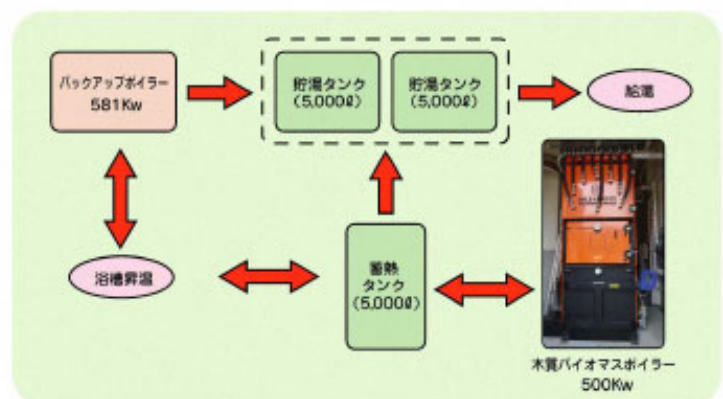 バックアップボイラー
581Kw
貯湯タンク
(5,000ℓ)
貯湯タンク
(5,000ℓ)
給湯
浴槽昇温
蓄熱
タンク
(5,000ℓ)
木質バイオマスボイラー
500Kw